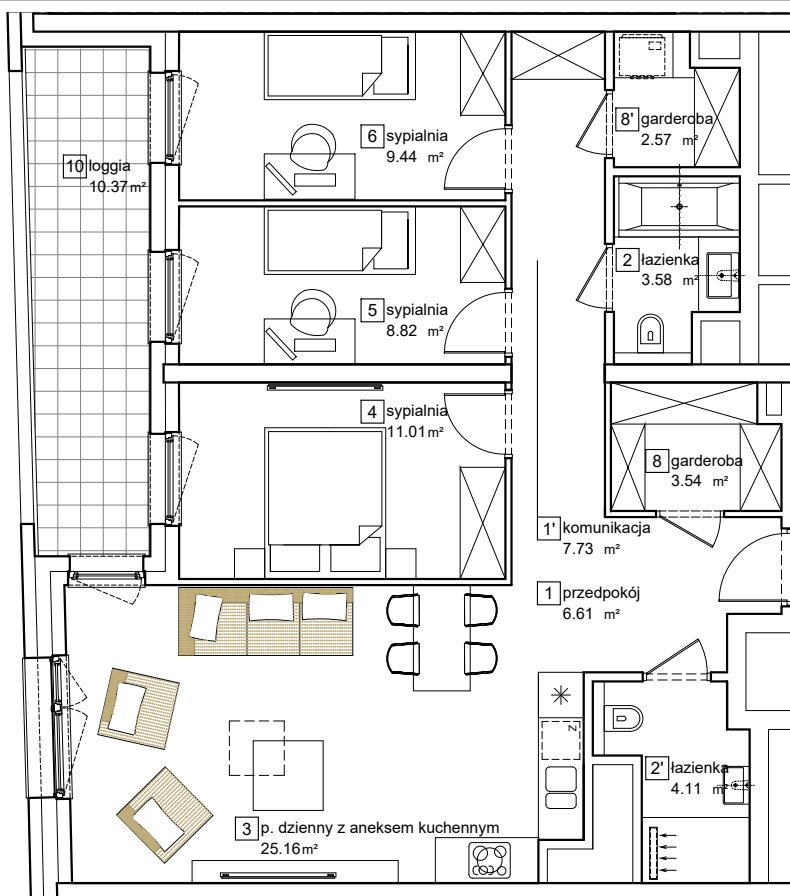 6 sypialnia
9.44 m²
8' garderoba
2.57 m²
10 loggia
10.37 m²
2 łazienka
3.58 m²
5 sypialnia
8.82 m²
4 sypialnia
11.01 m²
8 garderoba
3.54 m²
1' komunikacja
7.73 m²
1 przedpokój
6.61 m²
Z
2' łazienka
4.11 m²
3 p. dzienny z aneksem kuchennym
25.16 m²